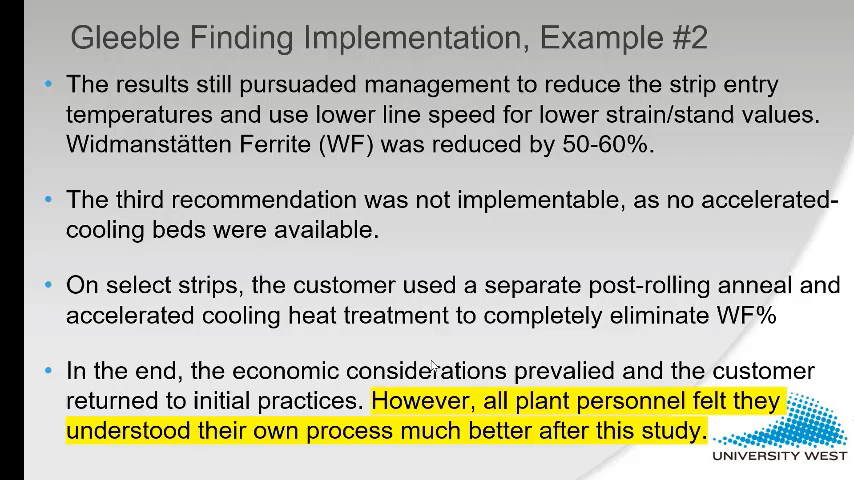 Gleeble Finding Implementation, Example #2
• The results still pursuaded management to reduce the strip entry
temperatures and use lower line speed for lower strain/stand values.
Widmanstätten Ferrite (WF) was reduced by 50-60%.
• The third recommendation was not implementable, as no accelerated-
cooling beds were available.
• On select strips, the customer used a separate post-rolling anneal and
accelerated cooling heat treatment to completely eliminate WF%
• In the end, the economic considerations prevalied and the customer
returned to initial practices. However, all plant personnel felt they
understood their own process much better after this study.
UNIVERSITY WEST